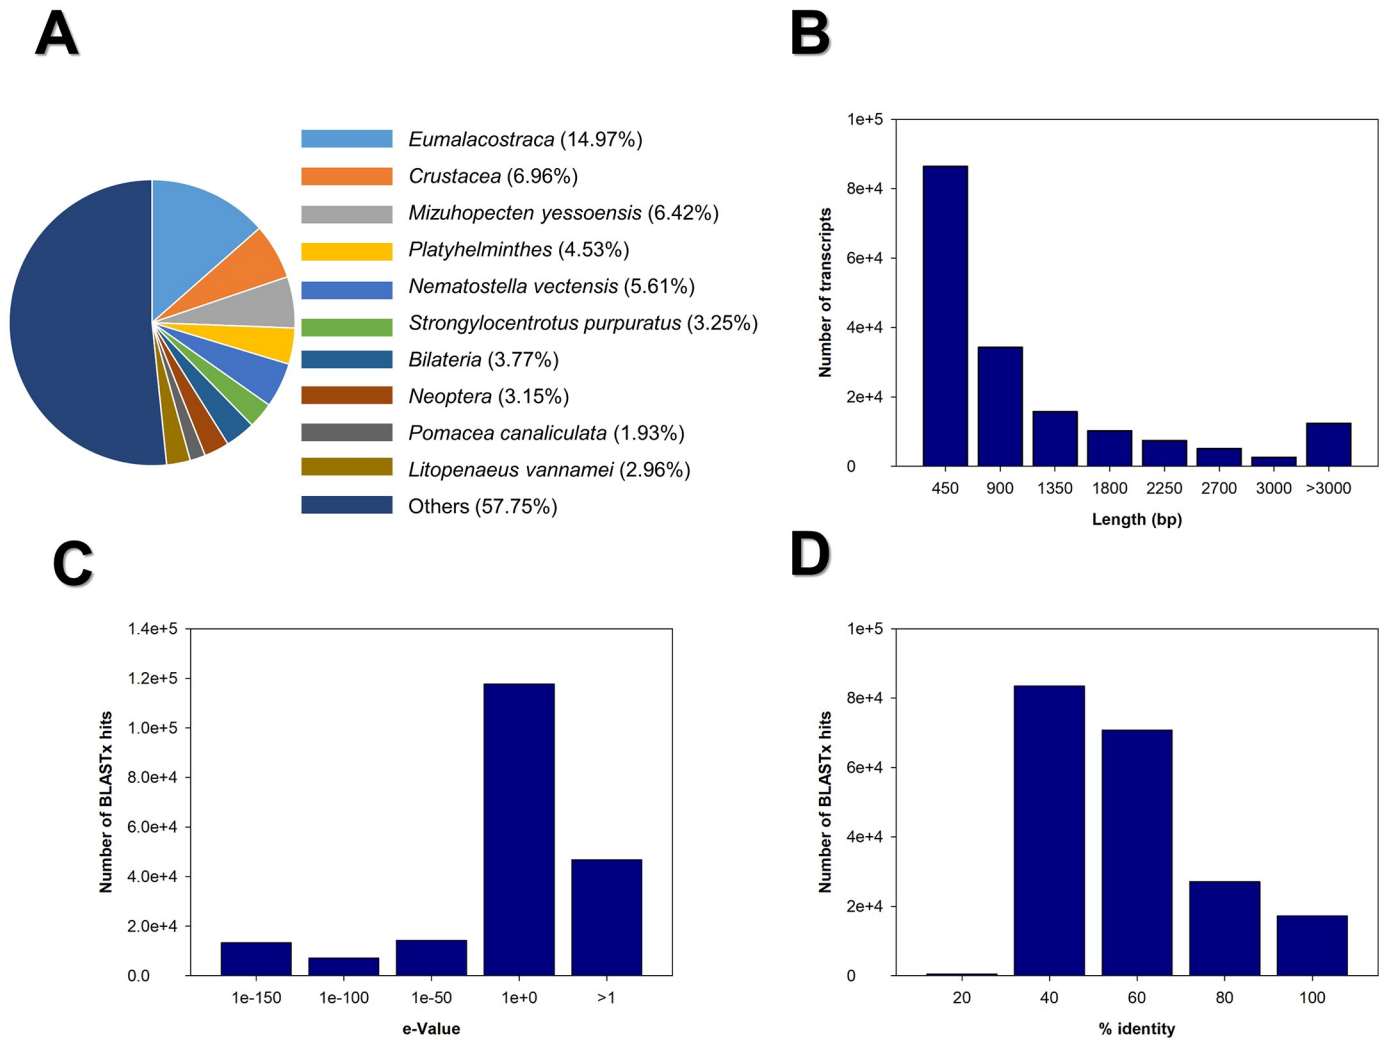 A
Eumalacostraca (14.97%)
Crustacea (6.96%)
Mizuhopecten yessoensis (6.42%)
Platyhelminthes (4.53%)
Nematostella vectensis (5.61%)
Strongylocentrotus purpuratus (3.25%)
Bilateria (3.77%)
Neoptera (3.15%)
Pomacea canaliculata (1.93%)
Litopenaeus vannamei (2.96%)
Others (57.75%)
B
Number of transcripts
1e+5
8e+4
6e+4
4e+4
2e+4
0
450 900 1350 1800 2250 2700 3000 >3000
Length (bp)
C
Number of BLASTx hits
1.4e+5
1.2e+5
1.0e+5
8.0e+4
6.0e+4
4.0e+4
2.0e+4
0.0
1e-150 1e-100 1e-50 1e+0 >1
e-Value
D
Number of BLASTx hits
1e+5
8e+4
6e+4
4e+4
2e+4
0
20 40 60 80 100
% identity